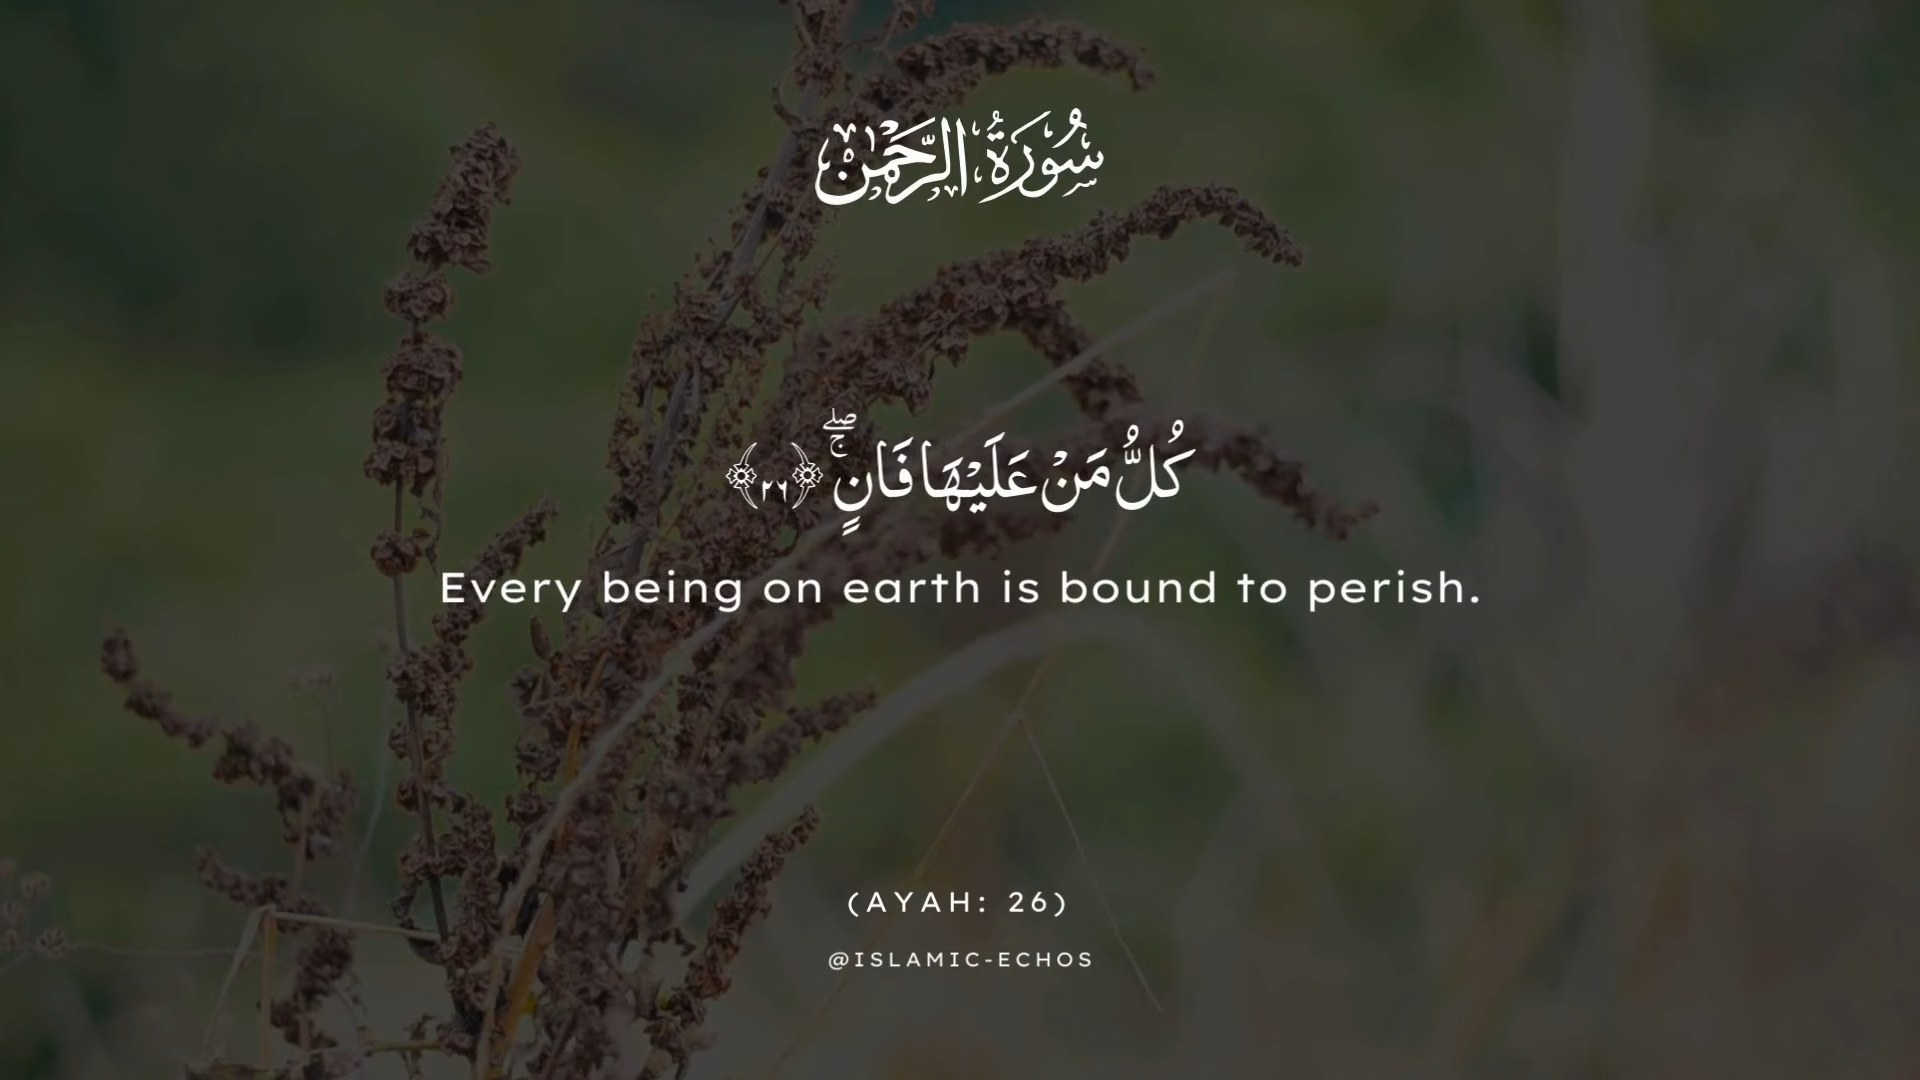 سُورَةُ الرَّحْمَٰن
كُلُّ مَنْ عَلَيْهَا فَانٍ ۖۚ ﴿٢٦﴾
Every being on earth is bound to perish.
(AYAH: 26)
@ISLAMIC-ECHOS